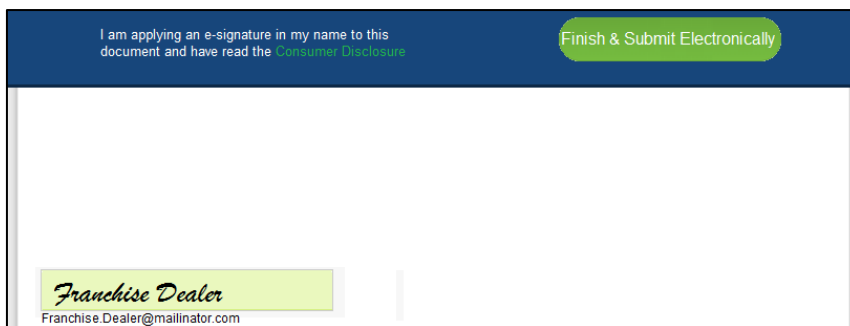 I am applying an e-signature in my name to this
document and have read the Consumer Disclosure
Finish & Submit Electronically
Franchise Dealer
Franchise.Dealer@mailinator.com